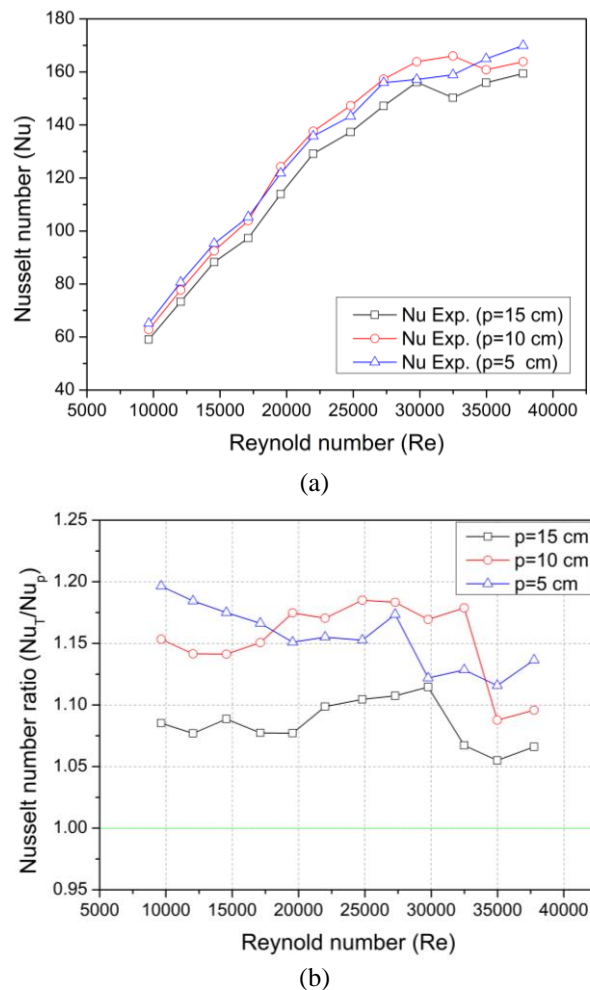 180
160
140
120
100
80
60
40
Nusselt number (Nu)
Nu Exp. (p=15 cm)
Nu Exp. (p=10 cm)
Nu Exp. (p=5 cm)
5000 10000 15000 20000 25000 30000 35000 40000
Reynold number (Re)
(a)
1.25
1.20
1.15
1.10
1.05
1.00
0.95
Nusselt number ratio (Nu_T/Nu_p)
p=15 cm
p=10 cm
p=5 cm
5000 10000 15000 20000 25000 30000 35000 40000
Reynold number (Re)
(b)